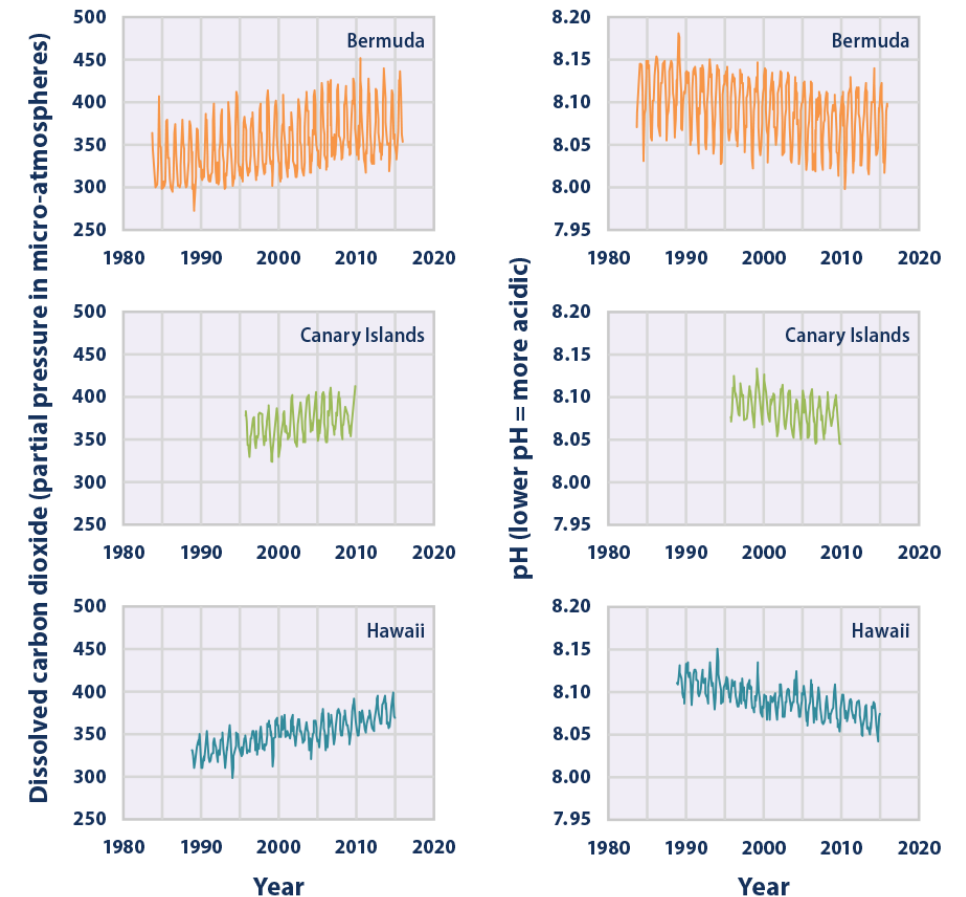 Dissolved carbon dioxide (partial pressure in micro-atmospheres)
500
450
400
350
300
250
Bermuda
1980 1990 2000 2010 2020
500
450
400
350
300
250
Canary Islands
1980 1990 2000 2010 2020
500
450
400
350
300
250
Hawaii
1980 1990 2000 2010 2020
Year
pH (lower pH = more acidic)
8.20
8.15
8.10
8.05
8.00
7.95
Bermuda
1980 1990 2000 2010 2020
8.20
8.15
8.10
8.05
8.00
7.95
Canary Islands
1980 1990 2000 2010 2020
8.20
8.15
8.10
8.05
8.00
7.95
Hawaii
1980 1990 2000 2010 2020
Year